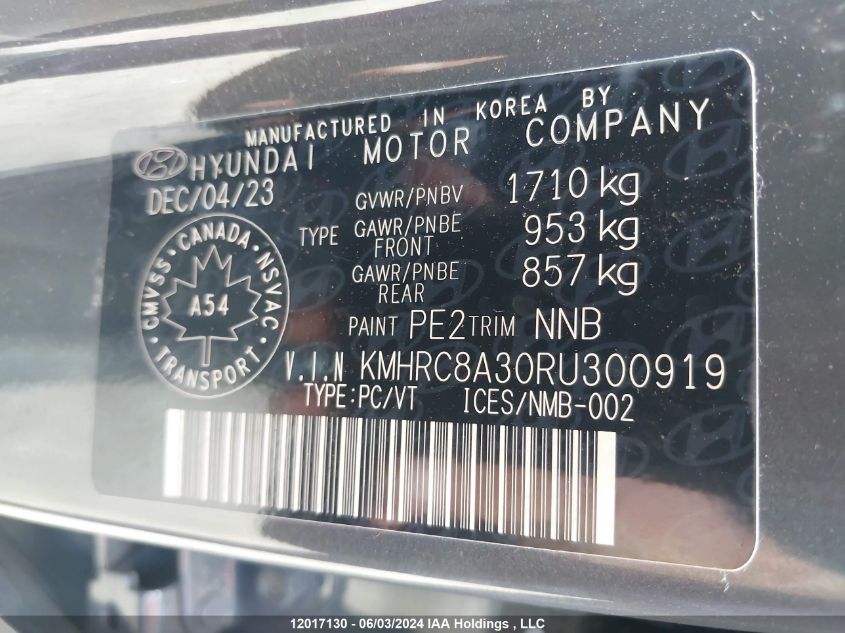 MANUFACTURED IN KOREA BY
HYUNDAI MOTOR COMPANY
DEC/04/23
GVWR/PNBV 1710 kg
TYPE GAWR/PNBE FRONT 953 kg
GAWR/PNBE REAR 857 kg
CMVSS · CANADA · NSVAC
A54
TRANSPORT
PAINT PE2 TRIM NNB
V.I.N KMHRC8A30RU300919
TYPE:PC/VT ICES/NMB-002
12017130 - 06/03/2024 IAA Holdings , LLC